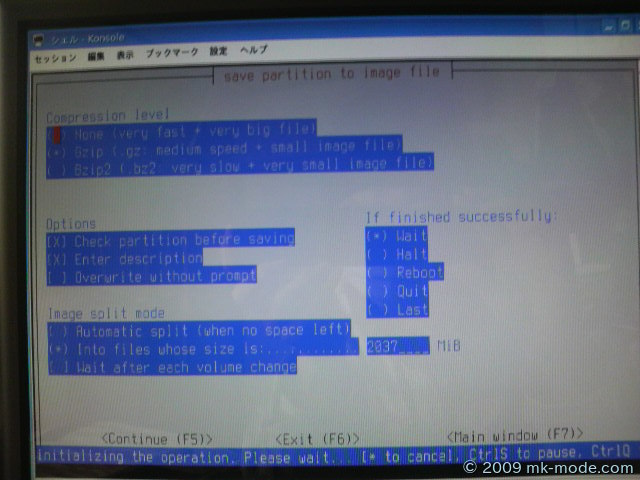 シェル - Konsole
セッション 編集 表示 ブックマーク 設定 ヘルプ
save partition to image file
Compression level
( ) None (very fast + very big file)
(*) Gzip (.gz: medium speed + small image file)
( ) Bzip2 (.bz2: very slow + very small image file)
Options
[X] Check partition before saving
[X] Enter description
[ ] Overwrite without prompt
If finished successfully:
(*) Wait
( ) Halt
( ) Reboot
( ) Quit
( ) Last
Image split mode
( ) Automatic split (when no space left)
(*) Into files whose size is:............ 2037____ MiB
[ ] Wait after each volume change
<Continue (F5)> <Exit (F6)> <Main window (F7)>
initializing the operation. Please wait... [* to cancel, CtrlS to pause, CtrlQ
© 2009 mk-mode.com